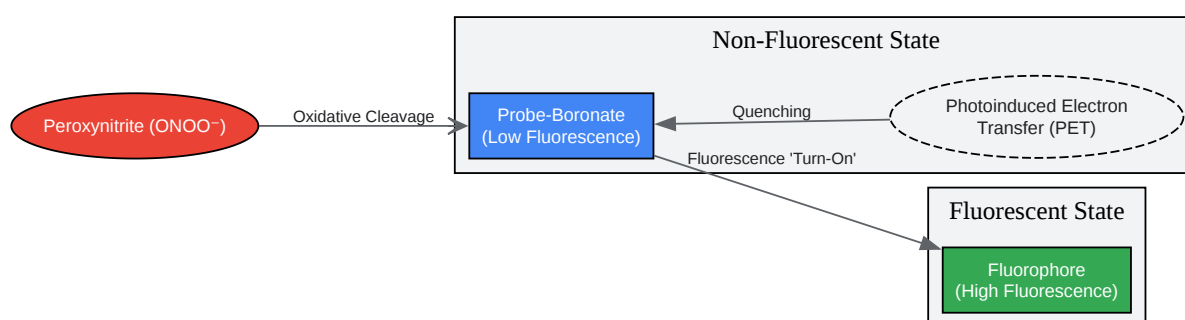 Non-Fluorescent State
Peroxynitrite (ONOO⁻)
Oxidative Cleavage
Probe-Boronate
(Low Fluorescence)
Quenching
Photoinduced Electron
Transfer (PET)
Fluorescence 'Turn-On'
Fluorescent State
Fluorophore
(High Fluorescence)